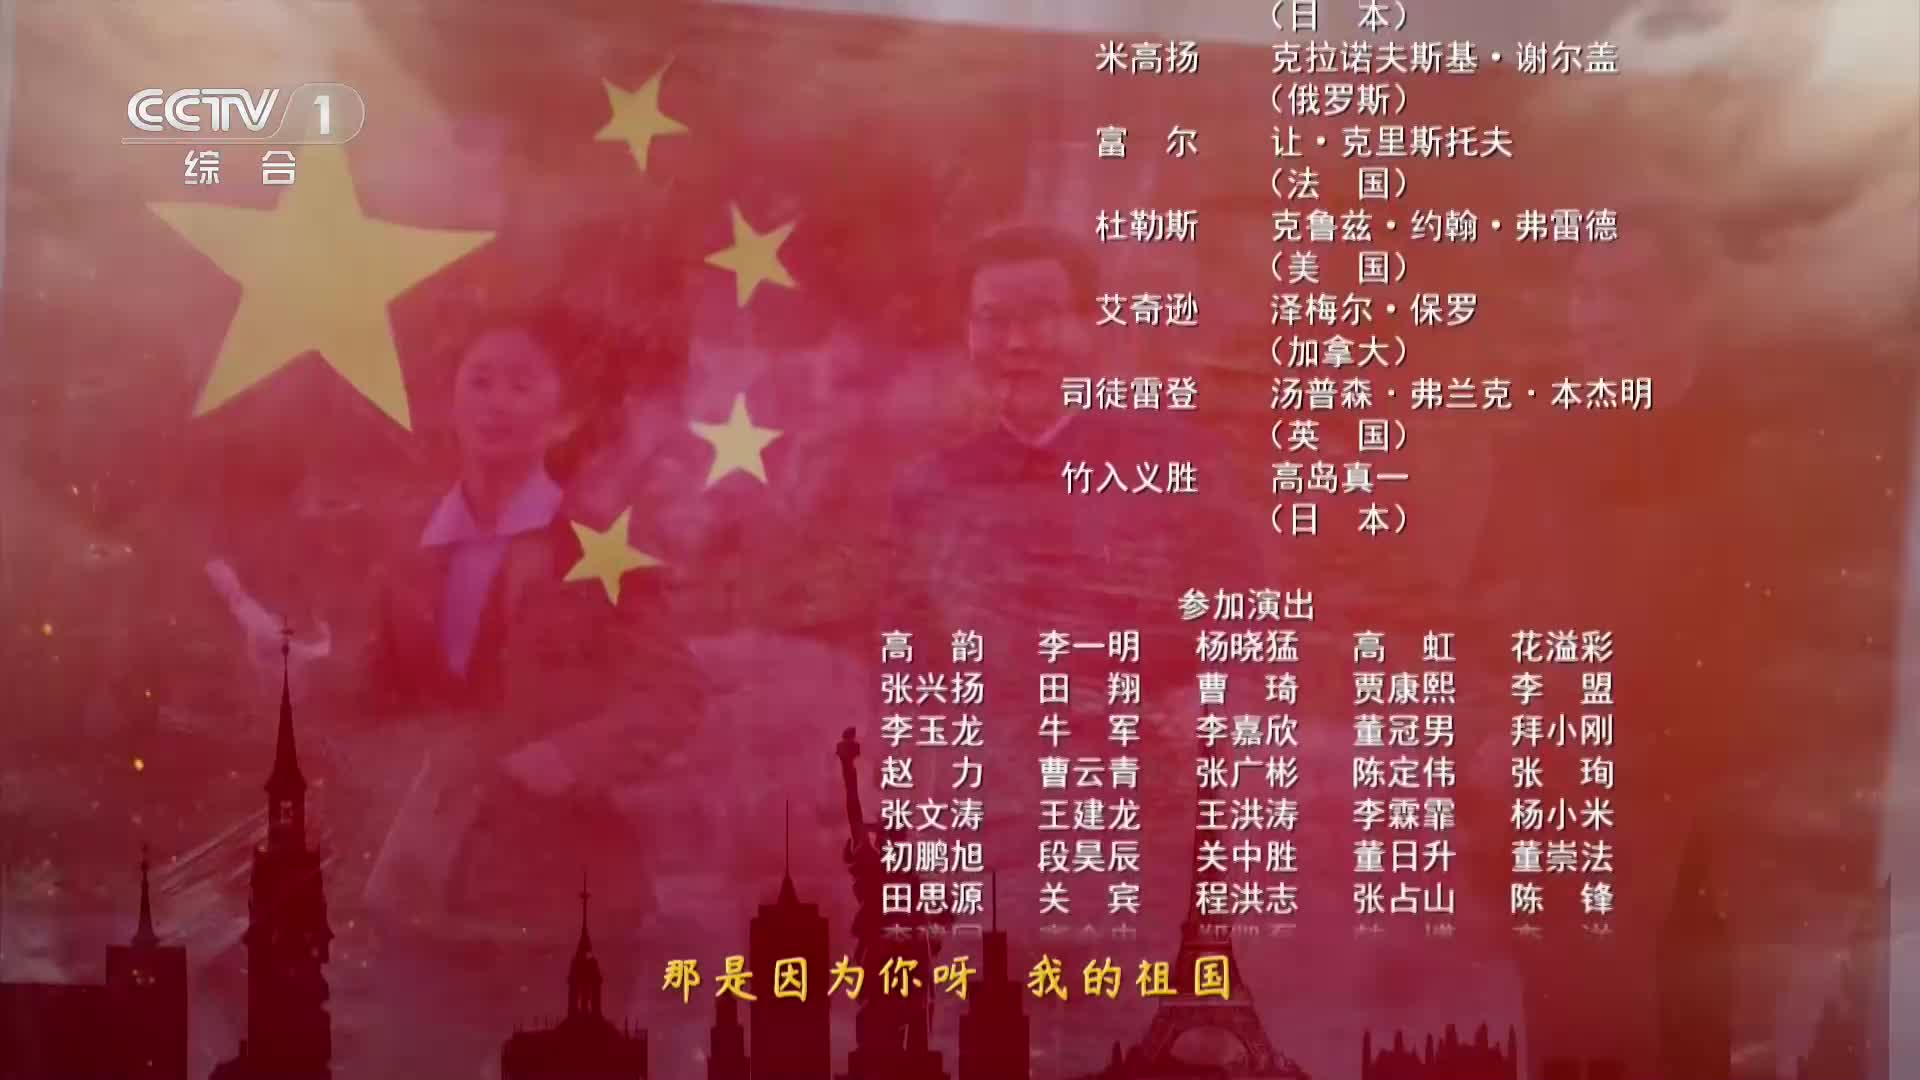 （日　本）
CCTV 1
综　合
米高扬　克拉诺夫斯基·谢尔盖
（俄罗斯）
富　尔　让·克里斯托夫
（法　国）
杜勒斯　克鲁兹·约翰·弗雷德
（美　国）
艾奇逊　泽梅尔·保罗
（加拿大）
司徒雷登　汤普森·弗兰克·本杰明
（英　国）
竹入义胜　高岛真一
（日　本）
参加演出
高　韵　李一明　杨晓猛　高　虹　花溢彩
张兴扬　田　翔　曹　琦　贾康熙　李　盟
李玉龙　牛　军　李嘉欣　董冠男　拜小刚
赵　力　曹云青　张广彬　陈定伟　张　珣
张文涛　王建龙　王洪涛　李霖霏　杨小米
初鹏旭　段昊辰　关中胜　董日升　董崇法
田思源　关　宾　程洪志　张占山　陈　锋
那是因为你呀　我的祖国